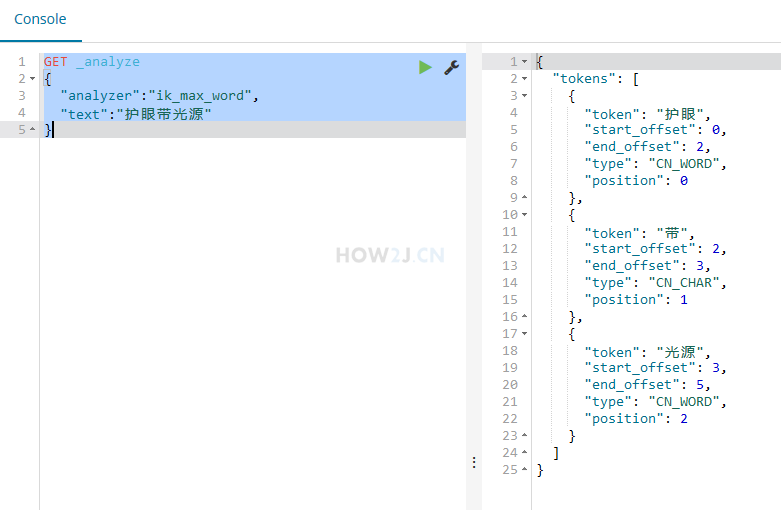 Console
1 GET _analyze
2 {
3 "analyzer":"ik_max_word",
4 "text":"护眼带光源"
5 }
HOW2J.CN
1 {
2 "tokens": [
3 {
4 "token": "护眼",
5 "start_offset": 0,
6 "end_offset": 2,
7 "type": "CN_WORD",
8 "position": 0
9 },
10 {
11 "token": "带",
12 "start_offset": 2,
13 "end_offset": 3,
14 "type": "CN_CHAR",
15 "position": 1
16 },
17 {
18 "token": "光源",
19 "start_offset": 3,
20 "end_offset": 5,
21 "type": "CN_WORD",
22 "position": 2
23 }
24 ]
25 }